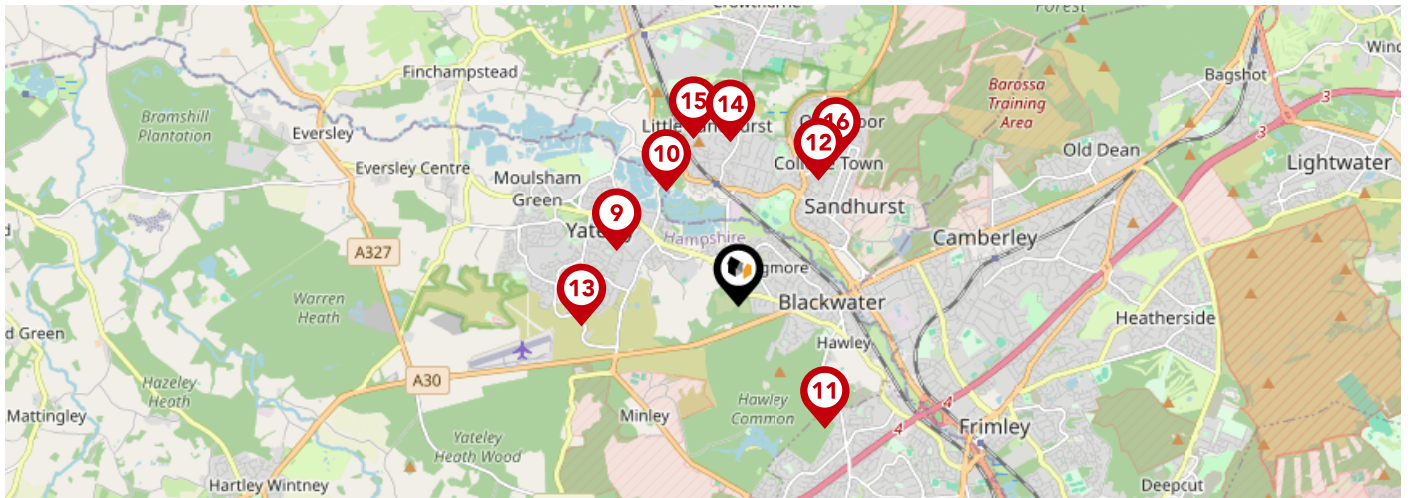 Crowthorne
Forest
Finchampstead
Bagshot
Bramshill
Plantation
Barossa
Training
Area
3
15
14
16
12
Eversley
3
Old Dean
10
Lightwater
Eversley Centre
Moulsham
Green
Sandhurst
9
Hampshire
Camberley
A327
13
Blackwater
Warren
Heath
Heatherside
d Green
Hawley
A30
11
Hazeley
Heath
Hawley
Common
4
Mattingley
Minley
4
Frimley
Yateley
Heath Wood
Hartley Wintney
Deepcut